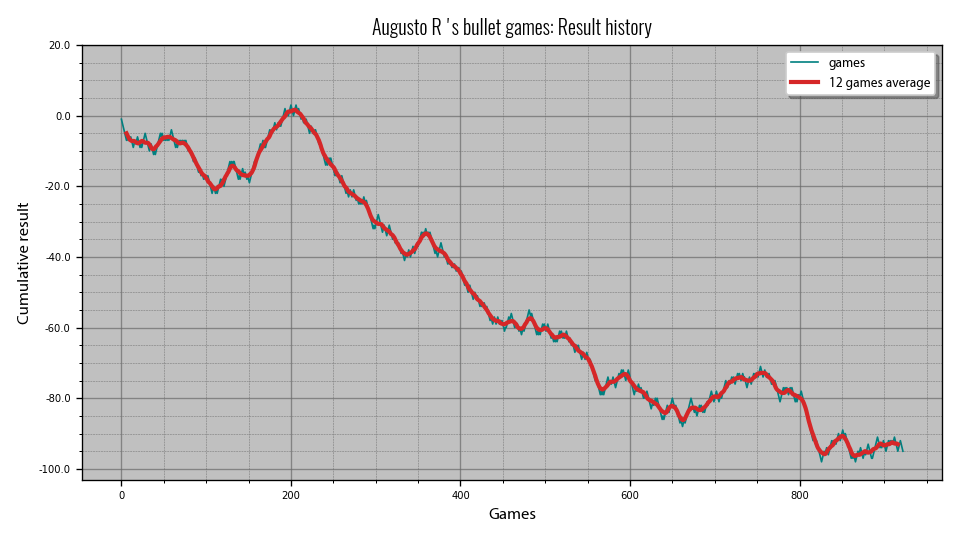 Augusto R 's bullet games: Result history
games
12 games average
Cumulative result
20.0
0.0
-20.0
-40.0
-60.0
-80.0
-100.0
0 200 400 600 800
Games